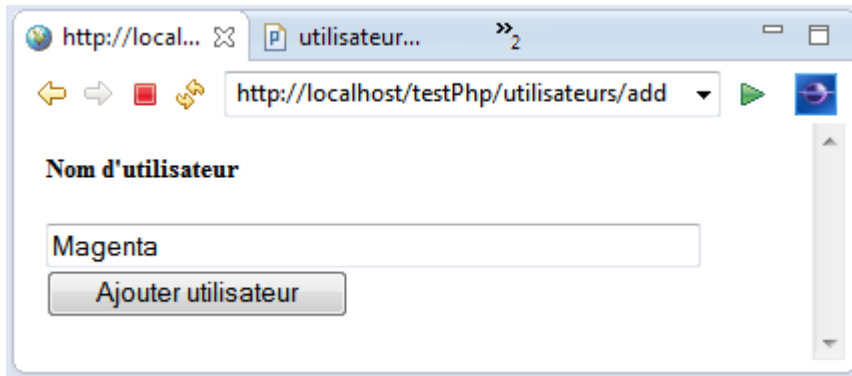 http://local... utilisateur... »2
http://localhost/testPhp/utilisateurs/add
Nom d'utilisateur
Magenta
Ajouter utilisateur